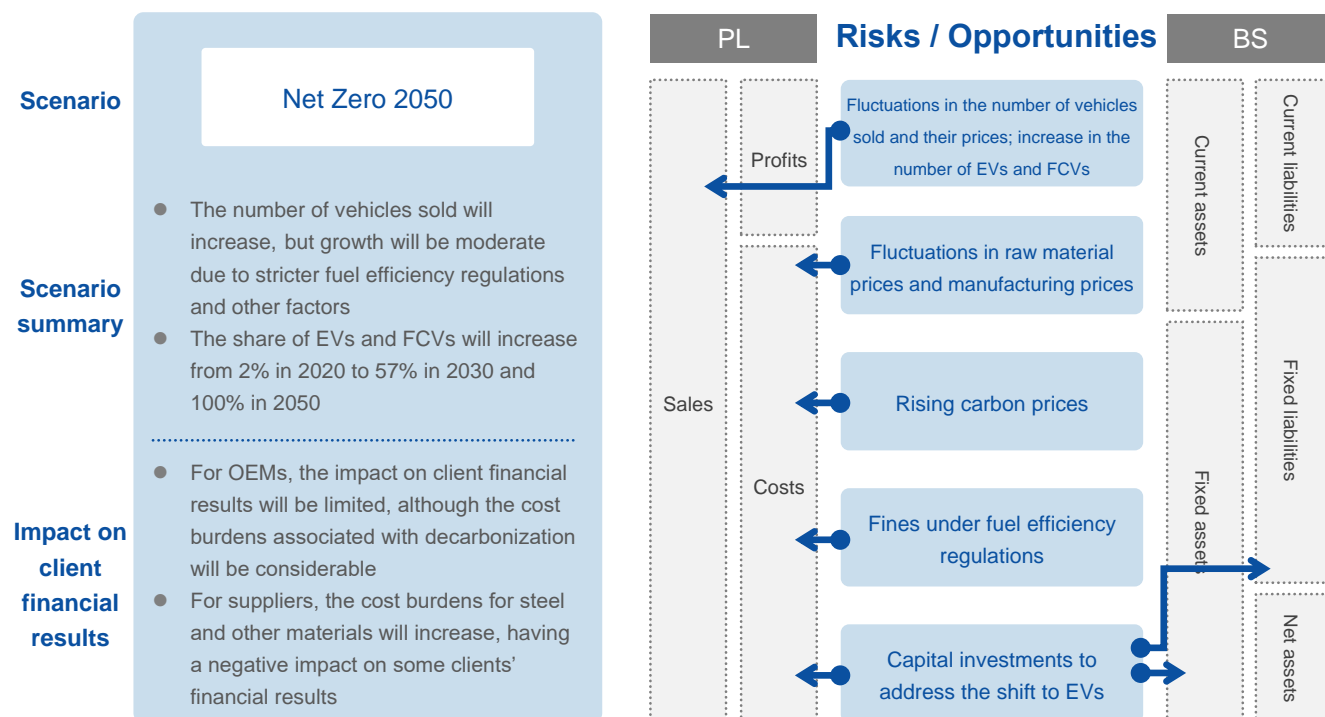 Scenario
Net Zero 2050
Scenario
summary
● The number of vehicles sold will
increase, but growth will be moderate
due to stricter fuel efficiency regulations
and other factors
● The share of EVs and FCVs will increase
from 2% in 2020 to 57% in 2030 and
100% in 2050
Impact on
client
financial
results
● For OEMs, the impact on client financial
results will be limited, although the cost
burdens associated with decarbonization
will be considerable
● For suppliers, the cost burdens for steel
and other materials will increase, having
a negative impact on some clients’
financial results
PL
Risks / Opportunities
BS
Sales
Profits
Costs
Fluctuations in the number of vehicles
sold and their prices; increase in the
number of EVs and FCVs
Fluctuations in raw material
prices and manufacturing prices
Rising carbon prices
Fines under fuel efficiency
regulations
Capital investments to
address the shift to EVs
Current assets
Fixed assets
Current liabilities
Fixed liabilities
Net assets